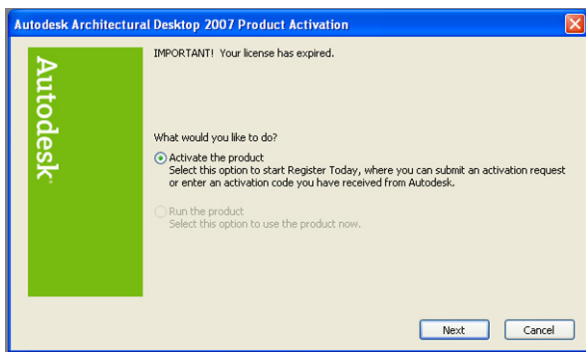 Autodesk Architectural Desktop 2007 Product Activation
Autodesk
IMPORTANT! Your license has expired.
What would you like to do?
Activate the product
Select this option to start Register Today, where you can submit an activation request
or enter an activation code you have received from Autodesk.
Run the product
Select this option to use the product now.
Next
Cancel